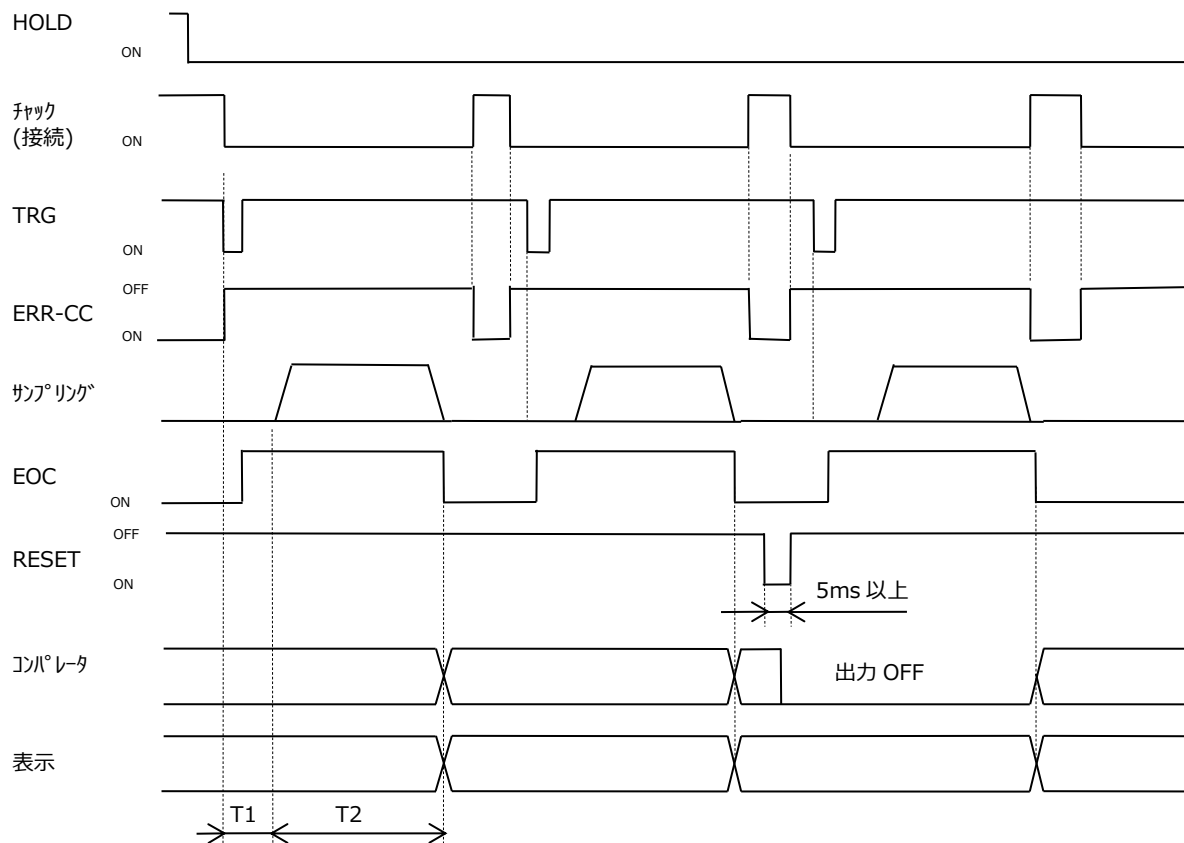 HOLD
ON
ﾁｬｯｸ
(接続)
ON
TRG
ON
OFF
ERR-CC
ON
ｻﾝﾌﾟﾘﾝｸﾞ
EOC
ON
OFF
RESET
ON
5ms 以上
ｺﾝﾊﾟﾚｰﾀ
出力 OFF
表示
T1
T2